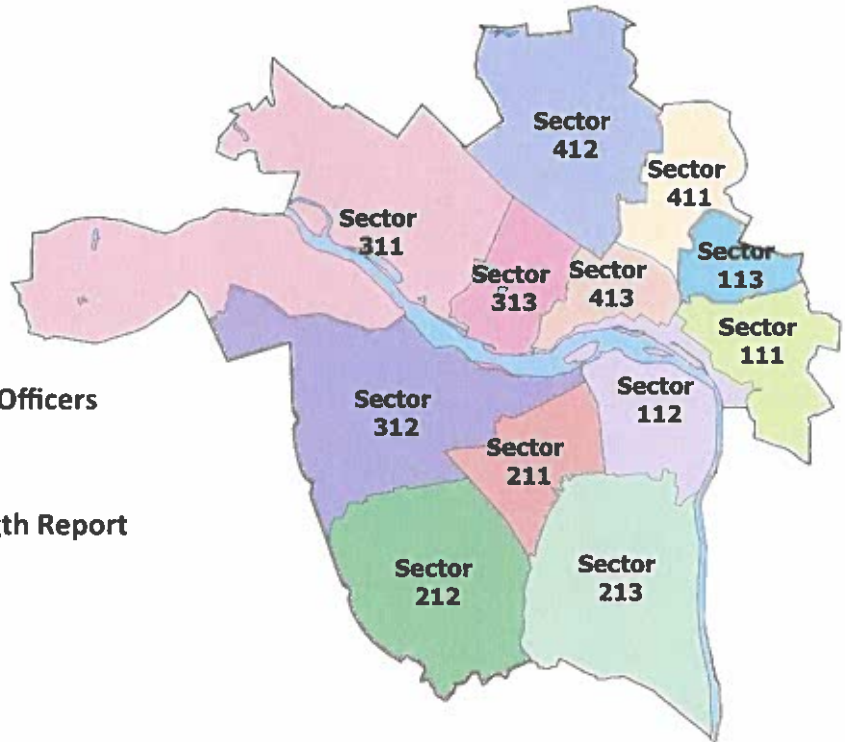 Sector
412
Sector
411
Sector
311
Sector
113
Sector
313
Sector
413
Sector
111
Officers
Sector
312
Sector
112
Sector
211
gth Report
Sector
212
Sector
213